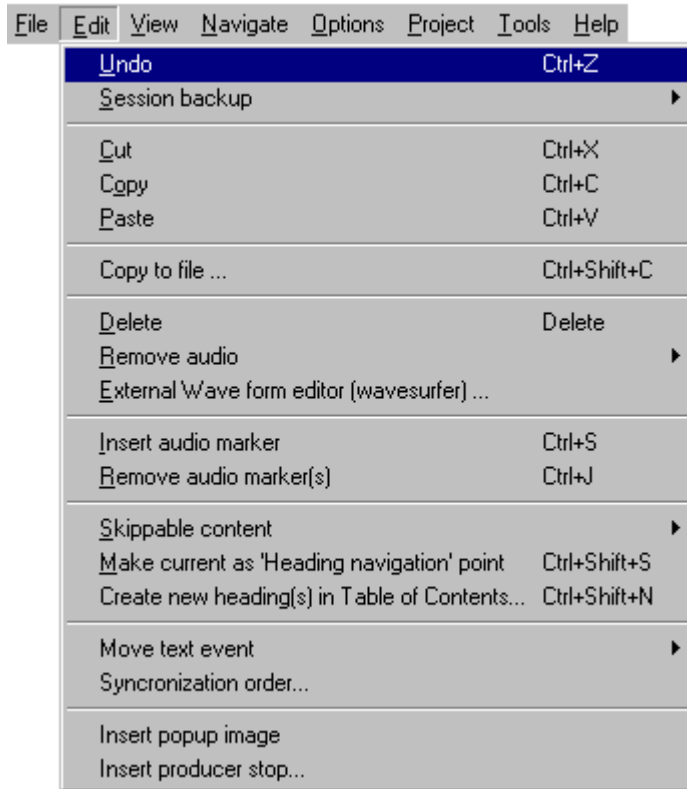 File Edit View Navigate Options Project Tools Help
Undo Ctrl+Z
Session backup
Cut Ctrl+X
Copy Ctrl+C
Paste Ctrl+V
Copy to file ... Ctrl+Shift+C
Delete Delete
Remove audio
External Wave form editor (wavesurfer) ...
Insert audio marker Ctrl+S
Remove audio marker(s) Ctrl+J
Skippable content
Make current as 'Heading navigation' point Ctrl+Shift+S
Create new heading(s) in Table of Contents... Ctrl+Shift+N
Move text event
Syncronization order...
Insert popup image
Insert producer stop...